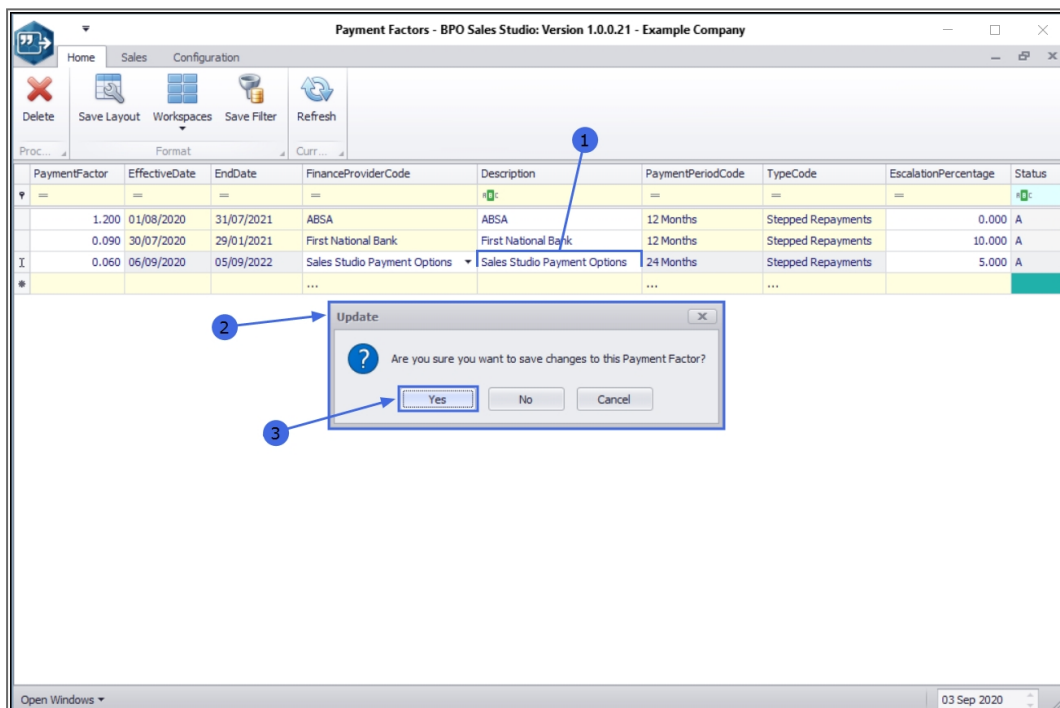 Payment Factors - BPO Sales Studio: Version 1.0.0.21 - Example Company
Home Sales Configuration
Delete Save Layout Workspaces Save Filter Refresh
Proc... Format Curr...
1
PaymentFactor EffectiveDate EndDate FinanceProviderCode Description PaymentPeriodCode TypeCode EscalationPercentage Status
= = = = = = =
1.200 01/08/2020 31/07/2021 ABSA ABSA 12 Months Stepped Repayments 0.000 A
0.090 30/07/2020 29/01/2021 First National Bank First National Bank 12 Months Stepped Repayments 10.000 A
0.060 06/09/2020 05/09/2022 Sales Studio Payment Options Sales Studio Payment Options 24 Months Stepped Repayments 5.000 A
... ... ...
2
Update
Are you sure you want to save changes to this Payment Factor?
Yes No Cancel
3
Open Windows 03 Sep 2020